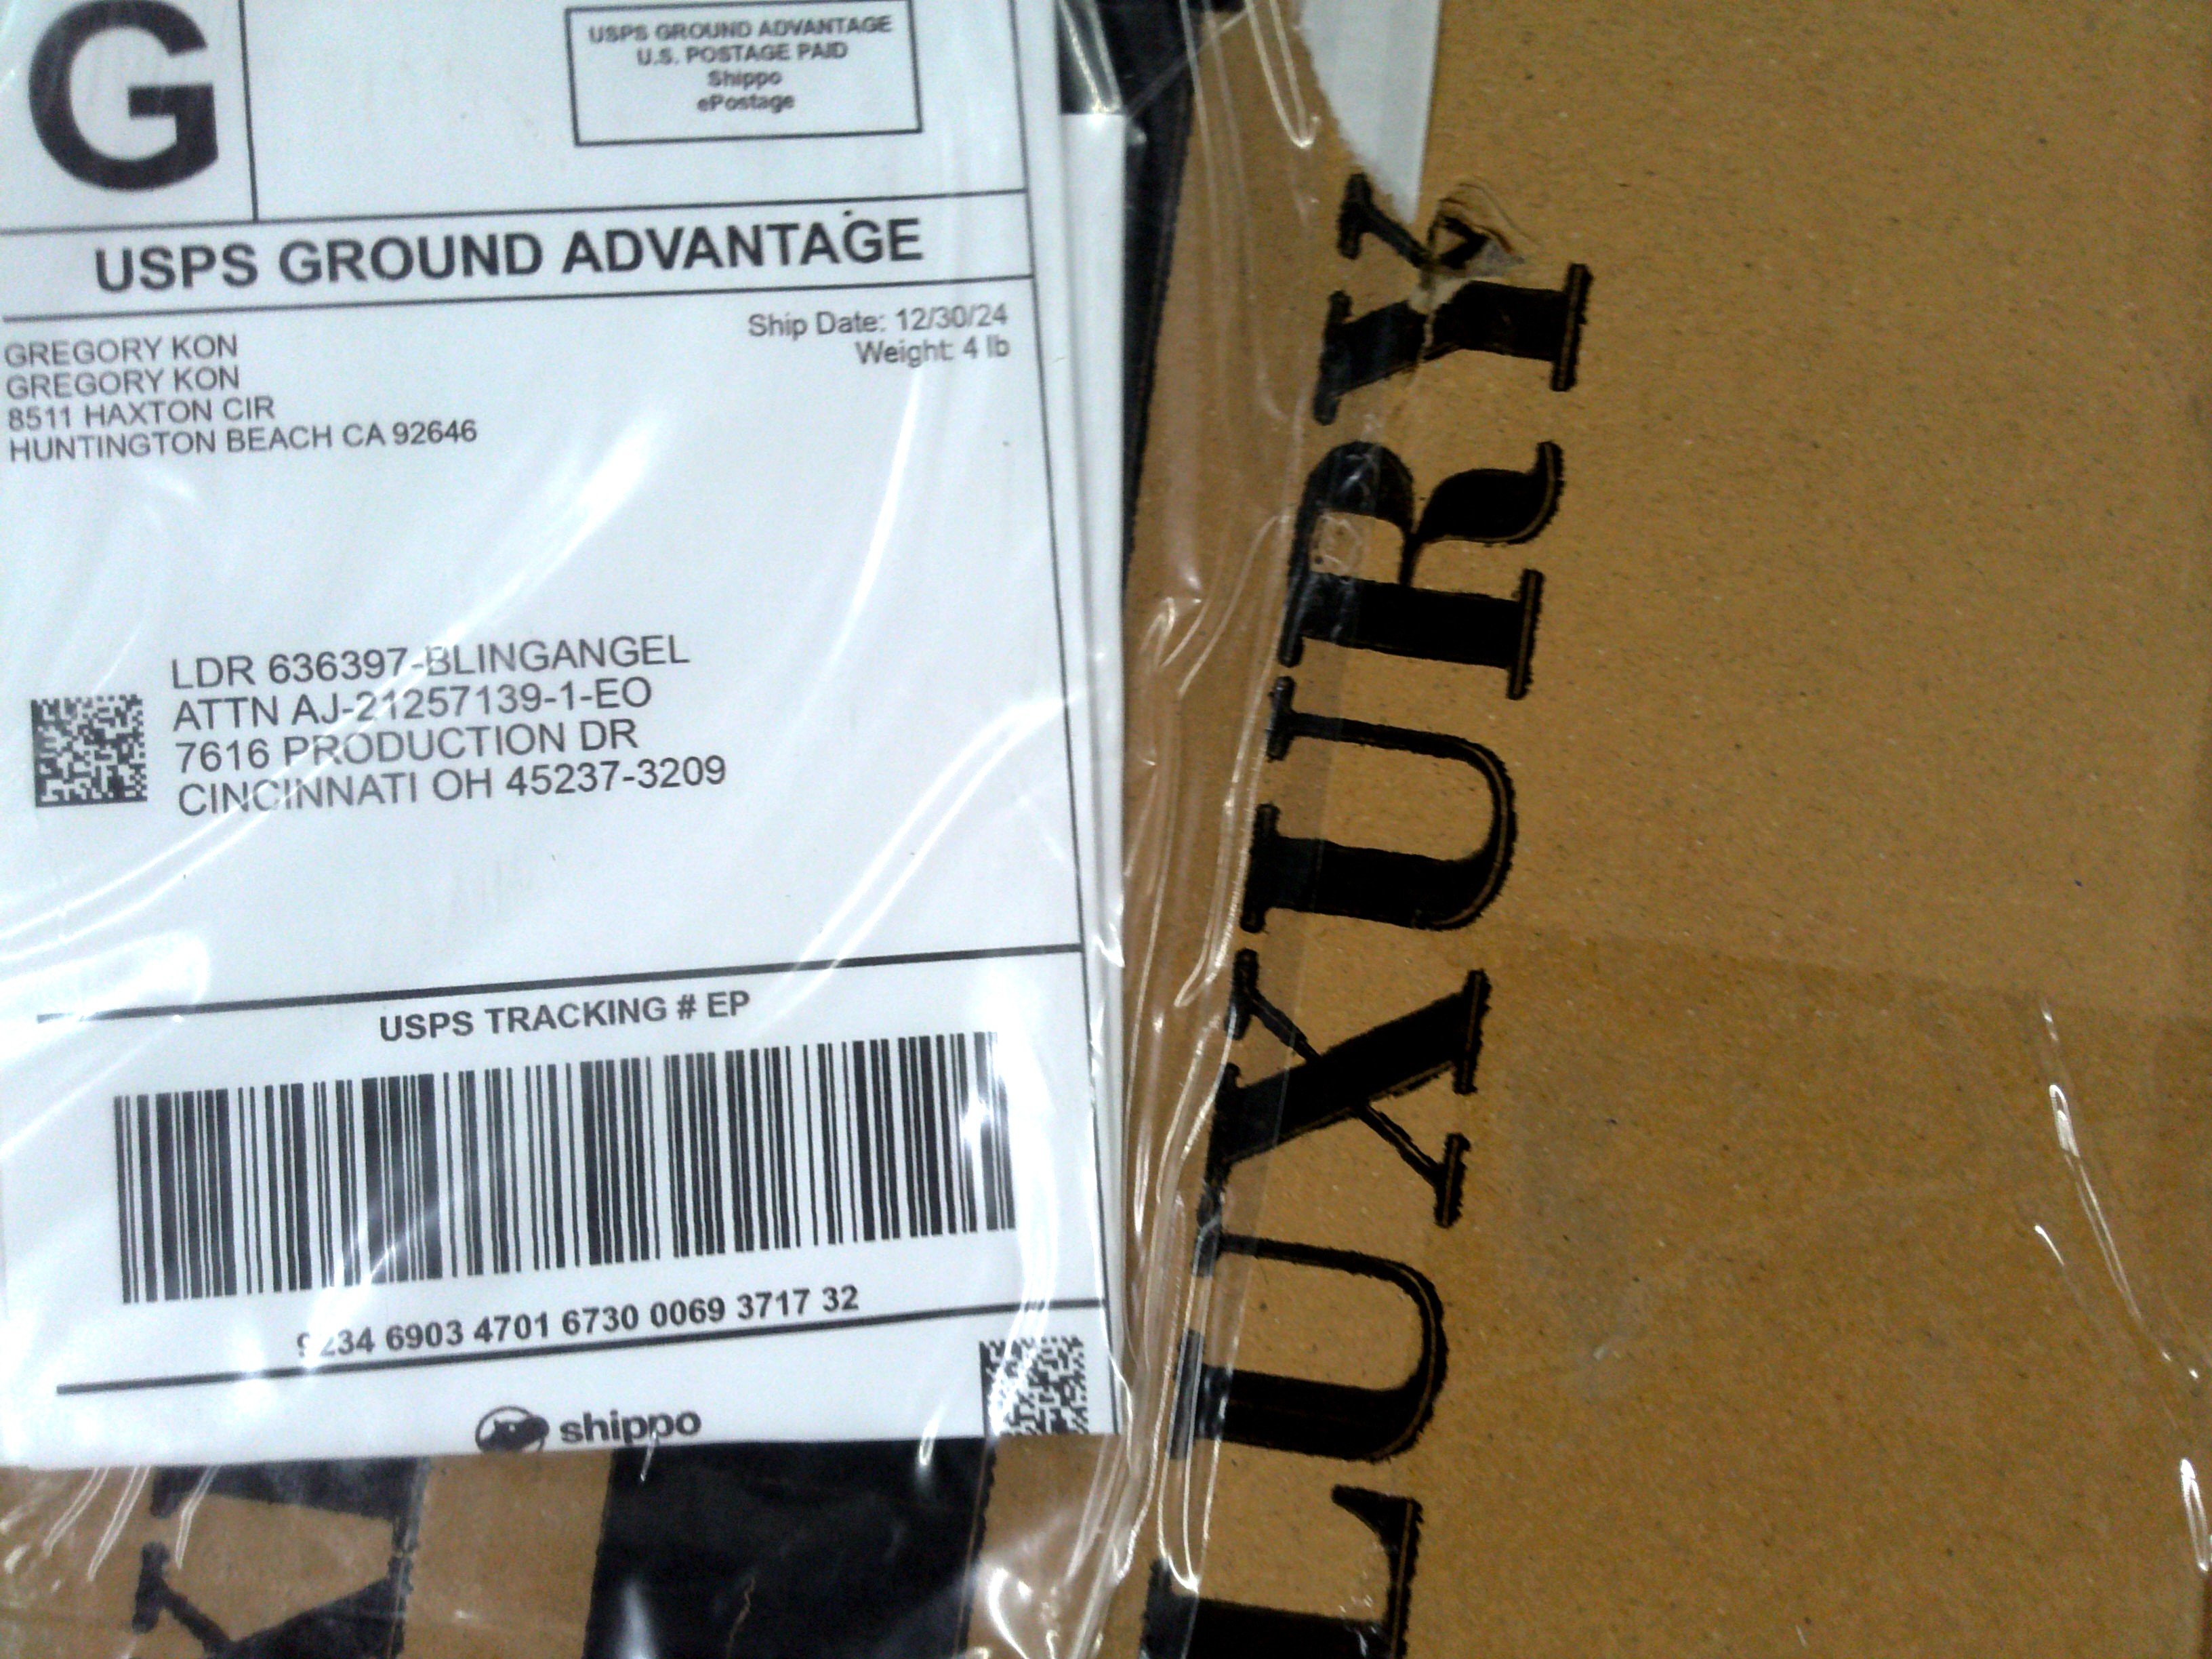 G
USPS GROUND ADVANTAGE
U.S. POSTAGE PAID
Shippo
ePostage
USPS GROUND ADVANTAGE
Ship Date: 12/30/24
Weight: 4 lb
GREGORY KON
GREGORY KON
8511 HAXTON CIR
HUNTINGTON BEACH CA 92646
LDR 636397-BLINGANGEL
ATTN AJ-21257139-1-EO
7616 PRODUCTION DR
CINCINNATI OH 45237-3209
USPS TRACKING # EP
9234 6903 4701 6730 0069 3717 32
shippo
LUXURY